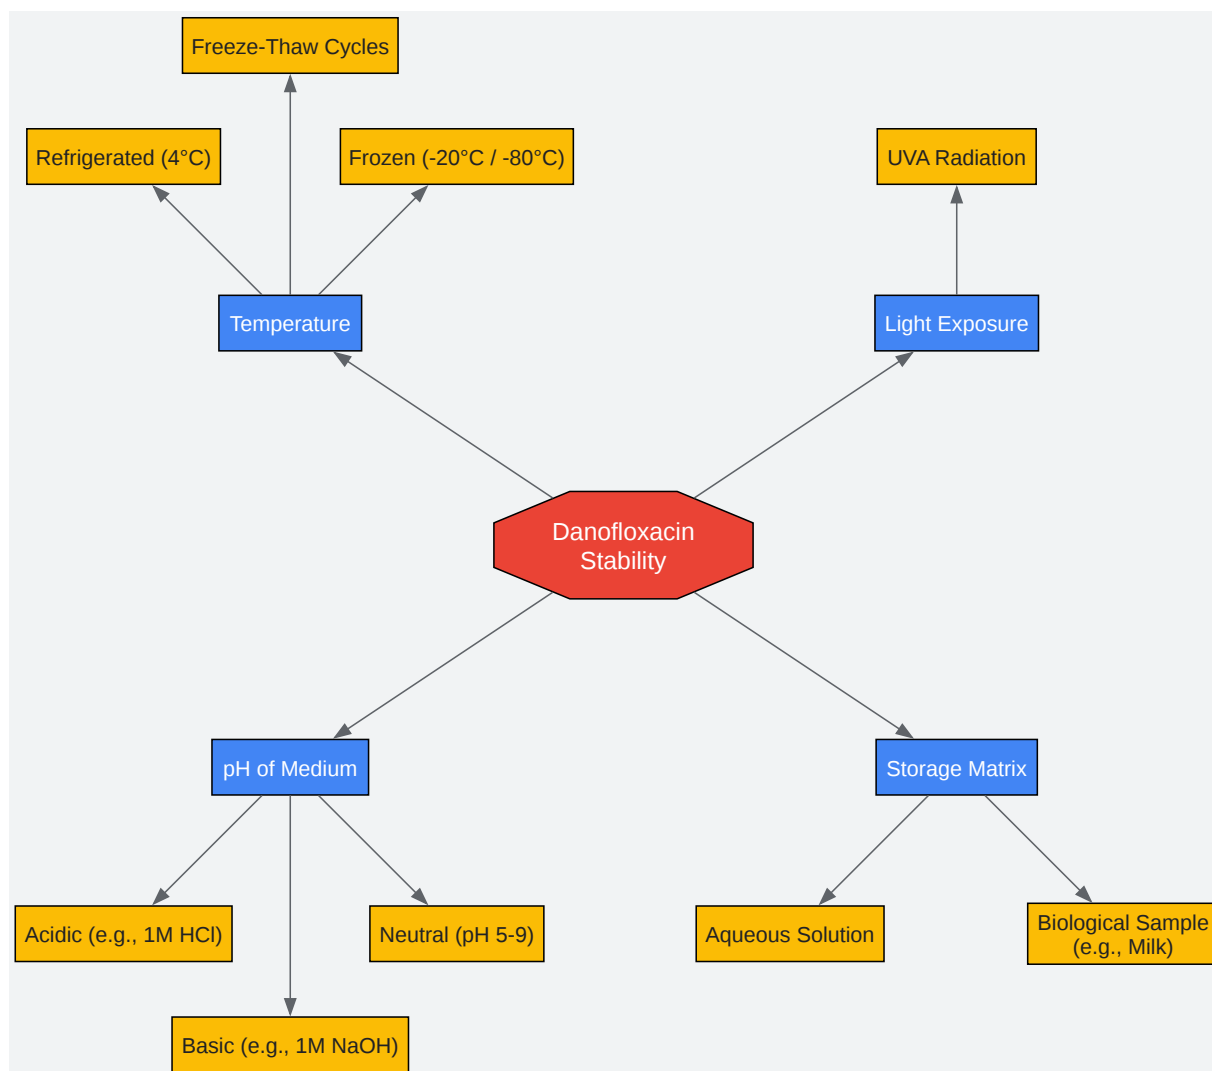 Freeze-Thaw Cycles
Refrigerated (4°C)
Frozen (-20°C / -80°C)
UVA Radiation
Temperature
Light Exposure
Danofloxacin
Stability
pH of Medium
Storage Matrix
Acidic (e.g., 1M HCl)
Neutral (pH 5-9)
Aqueous Solution
Biological Sample
(e.g., Milk)
Basic (e.g., 1M NaOH)